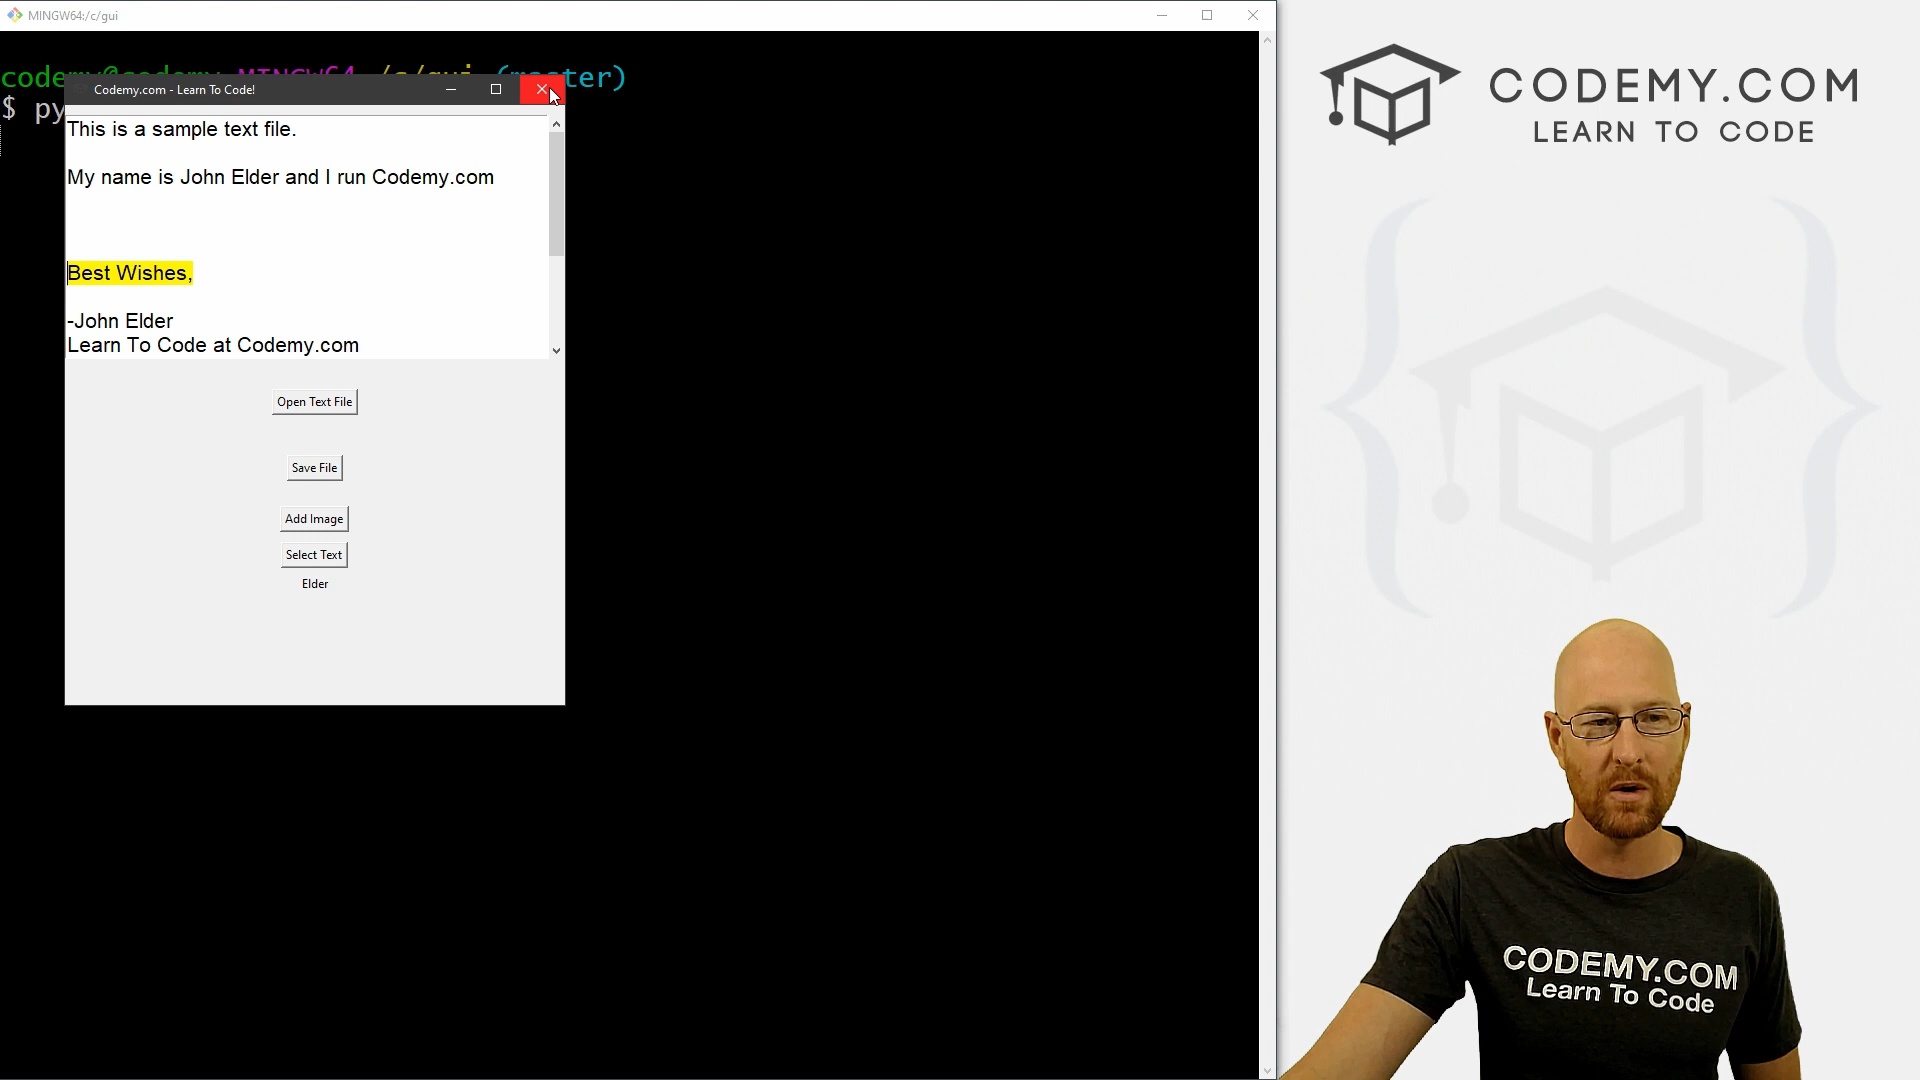 MINGW64:/c/gui
(master)
$ py
Codemy.com - Learn To Code!
This is a sample text file.
My name is John Elder and I run Codemy.com
Best Wishes,
-John Elder
Learn To Code at Codemy.com
Open Text File
Save File
Add Image
Select Text
Elder
CODEMY.COM
LEARN TO CODE
CODEMY.COM
Learn To Code